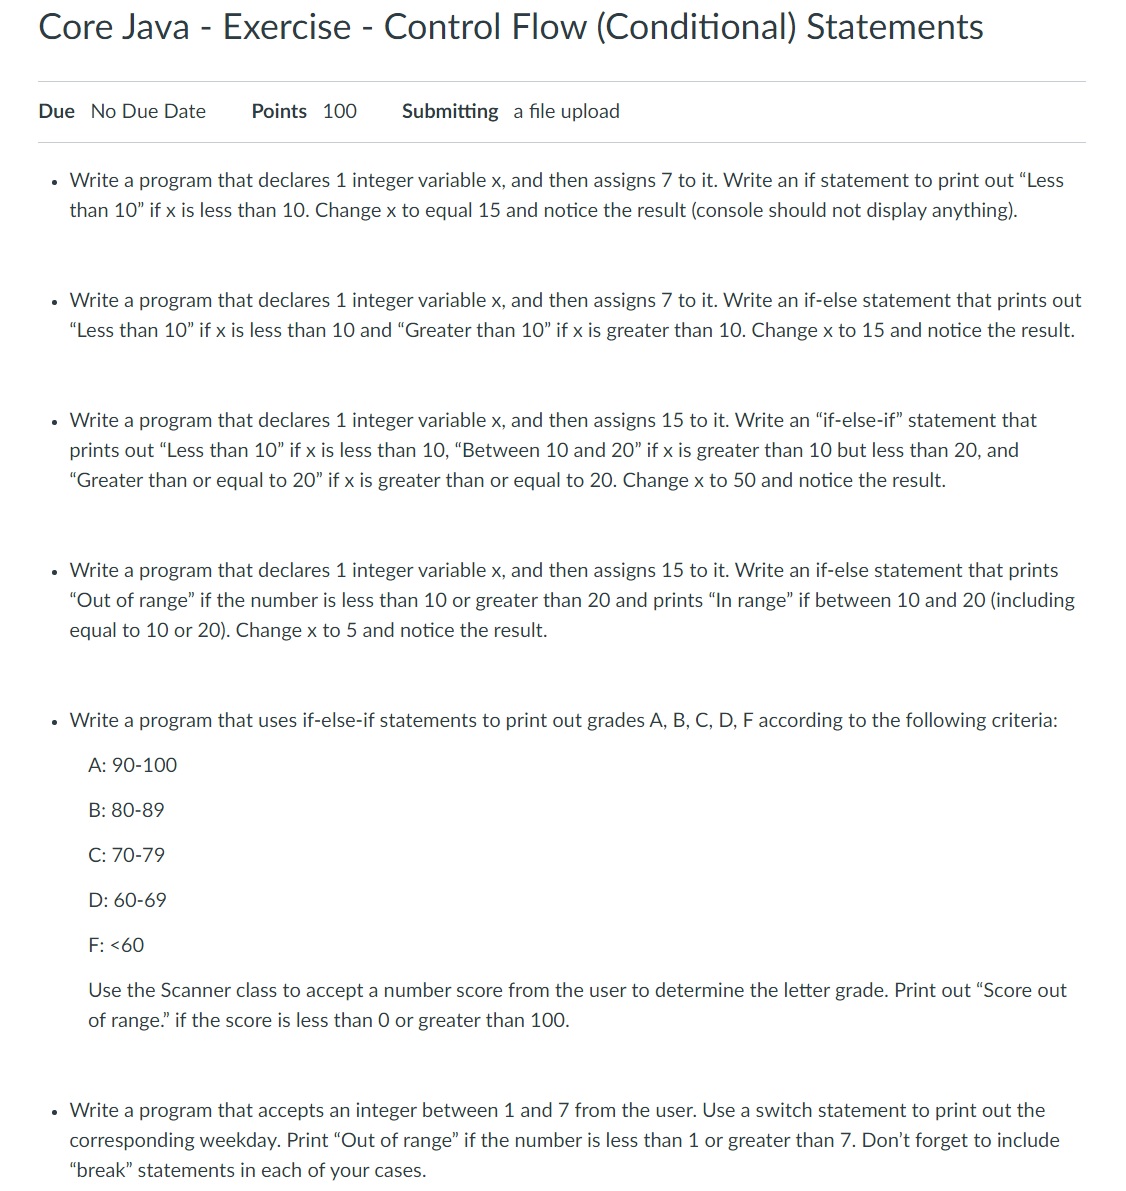 Core Java - Exercise - Control Flow (Conditional) Statements
Due No Due Date Points 100 Submitting a file upload
• Write a program that declares 1 integer variable x, and then assigns 7 to it. Write an if statement to print out “Less
than 10” if x is less than 10. Change x to equal 15 and notice the result (console should not display anything).
• Write a program that declares 1 integer variable x, and then assigns 7 to it. Write an if-else statement that prints out
“Less than 10” if x is less than 10 and “Greater than 10” if x is greater than 10. Change x to 15 and notice the result.
• Write a program that declares 1 integer variable x, and then assigns 15 to it. Write an “if-else-if” statement that
prints out “Less than 10” if x is less than 10, “Between 10 and 20” if x is greater than 10 but less than 20, and
“Greater than or equal to 20” if x is greater than or equal to 20. Change x to 50 and notice the result.
• Write a program that declares 1 integer variable x, and then assigns 15 to it. Write an if-else statement that prints
“Out of range” if the number is less than 10 or greater than 20 and prints “In range” if between 10 and 20 (including
equal to 10 or 20). Change x to 5 and notice the result.
• Write a program that uses if-else-if statements to print out grades A, B, C, D, F according to the following criteria:
A: 90-100
B: 80-89
C: 70-79
D: 60-69
F: <60
Use the Scanner class to accept a number score from the user to determine the letter grade. Print out “Score out
of range.” if the score is less than 0 or greater than 100.
• Write a program that accepts an integer between 1 and 7 from the user. Use a switch statement to print out the
corresponding weekday. Print “Out of range” if the number is less than 1 or greater than 7. Don’t forget to include
“break” statements in each of your cases.